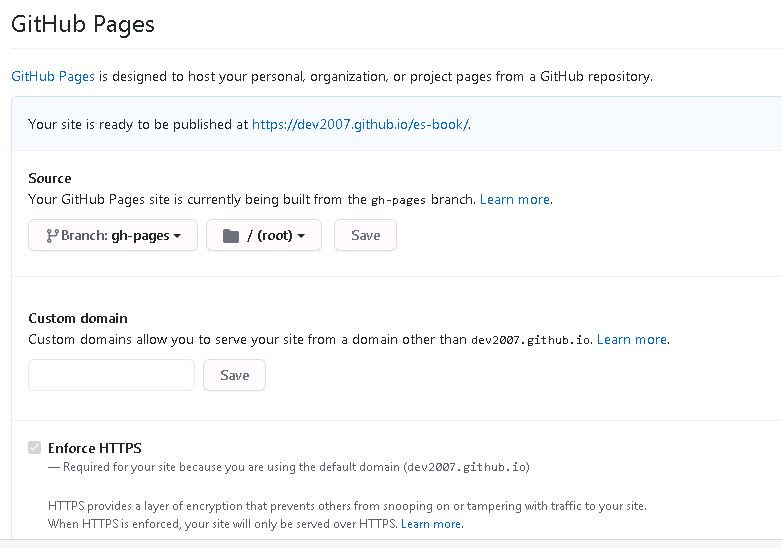 GitHub Pages
GitHub Pages is designed to host your personal, organization, or project pages from a GitHub repository.
Your site is ready to be published at https://dev2007.github.io/es-book/.
Source
Your GitHub Pages site is currently being built from the gh-pages branch. Learn more.
Branch: gh-pages / (root) Save
Custom domain
Custom domains allow you to serve your site from a domain other than dev2007.github.io. Learn more.
Save
Enforce HTTPS
— Required for your site because you are using the default domain (dev2007.github.io)
HTTPS provides a layer of encryption that prevents others from snooping on or tampering with traffic to your site.
When HTTPS is enforced, your site will only be served over HTTPS. Learn more.